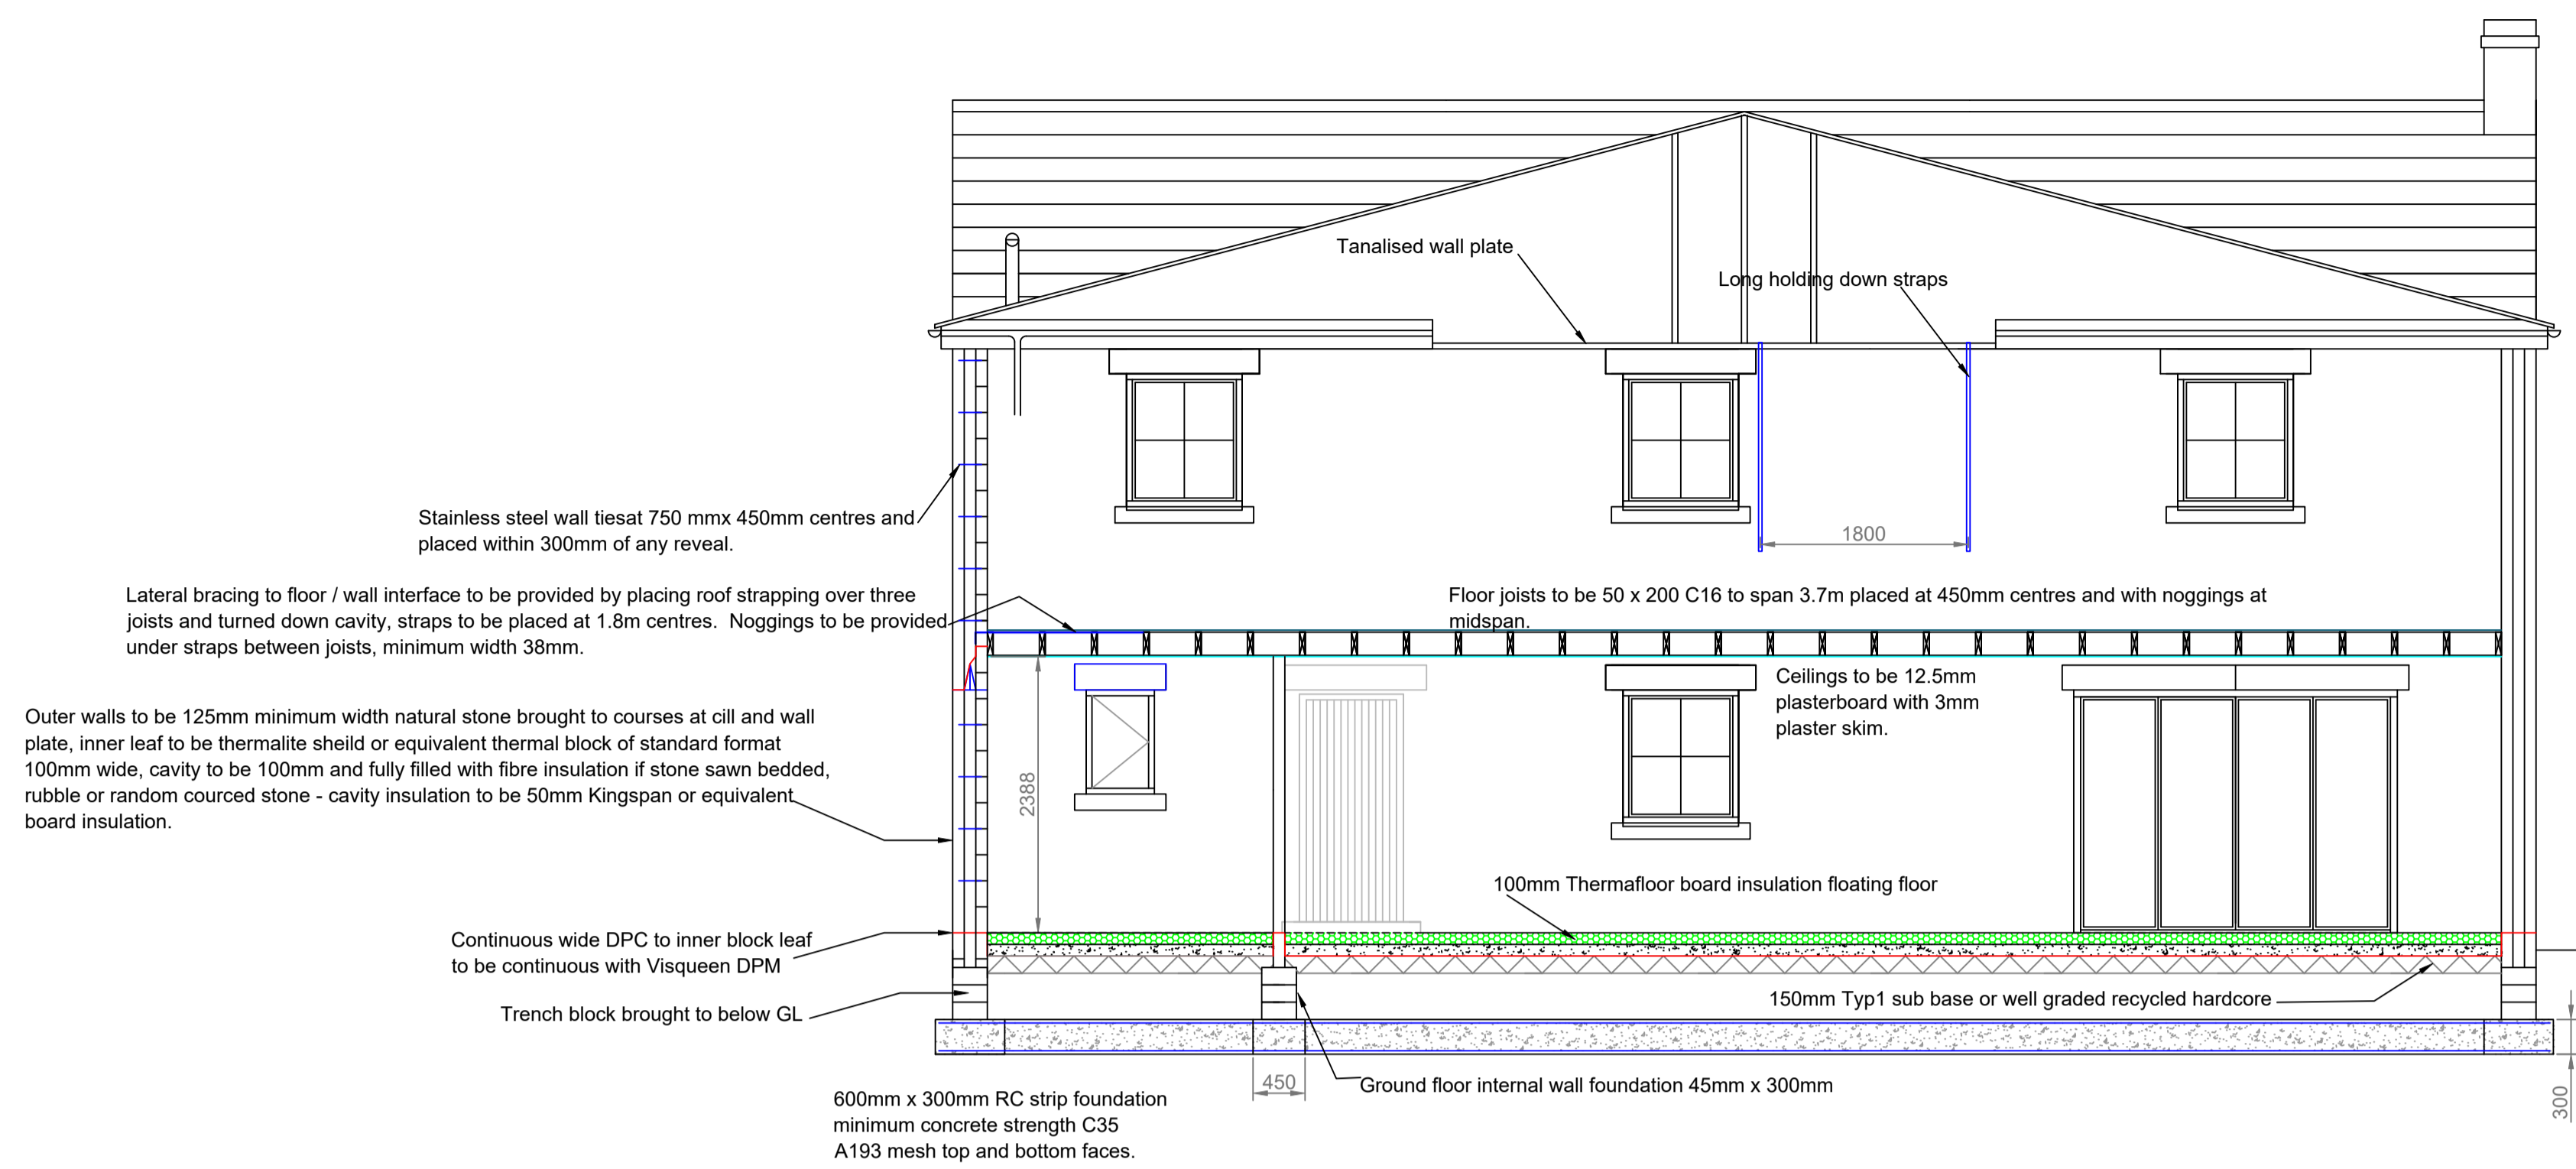 Tanalised wall plate
Long holding down straps
Stainless steel wall tiesat 750 mmx 450mm centres and
placed within 300mm of any reveal.
1800
Lateral bracing to floor / wall interface to be provided by placing roof strapping over three
joists and turned down cavity, straps to be placed at 1.8m centres.  Noggings to be provided
under straps between joists, minimum width 38mm.
Floor joists to be 50 x 200 C16 to span 3.7m placed at 450mm centres and with noggings at
midspan.
Ceilings to be 12.5mm
plasterboard with 3mm
plaster skim.
Outer walls to be 125mm minimum width natural stone brought to courses at cill and wall
plate, inner leaf to be thermalite sheild or equivalent thermal block of standard format
100mm wide, cavity to be 100mm and fully filled with fibre insulation if stone sawn bedded,
rubble or random cource​d stone - cavity insulation to be 50mm Kingspan or equivalent
board insulation.
2388
100mm Thermafloor board insulation floating floor
Continuous wide DPC to inner block leaf
to be continuous with Visqueen DPM
Trench block brought to below GL
150mm Typ1 sub base or well graded recycled hardcore
450
Ground floor internal wall foundation 45mm x 300mm
300
600mm x 300mm RC strip foundation
minimum concrete strength C35
A193 mesh top and bottom faces.